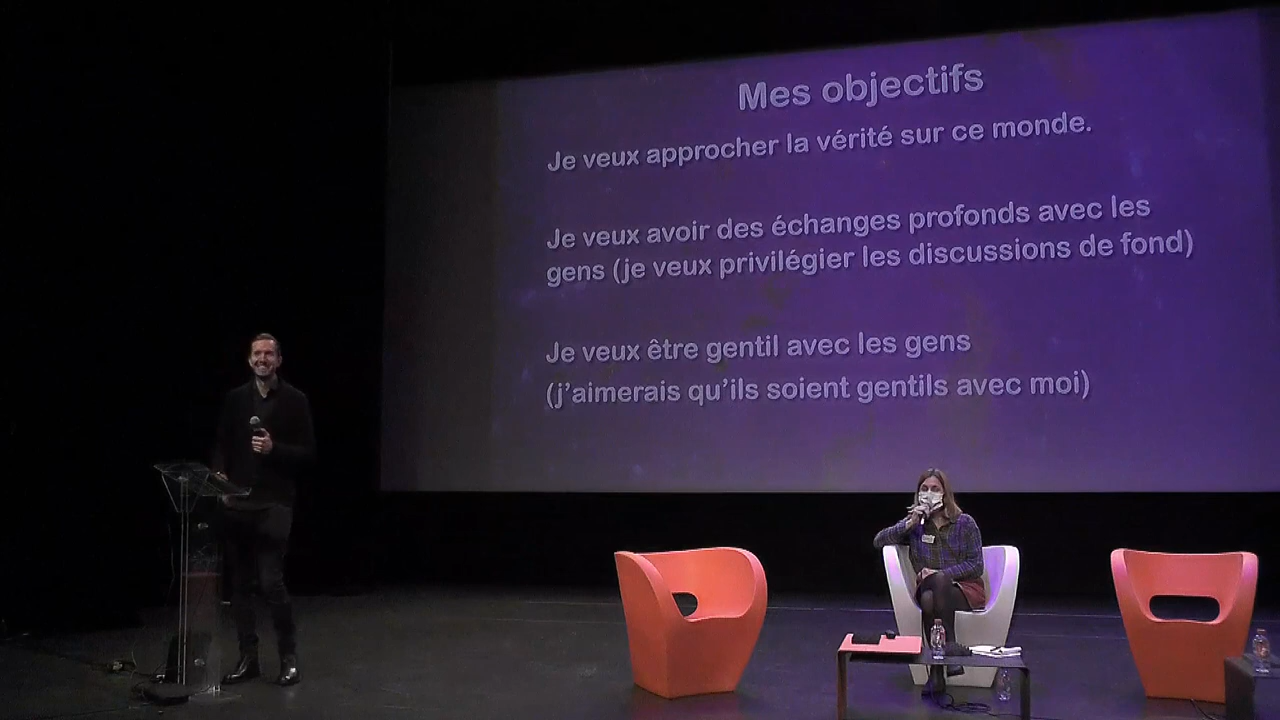 Mes objectifs
Je veux approcher la vérité sur ce monde.
Je veux avoir des échanges profonds avec les
gens (je veux privilégier les discussions de fond)
Je veux être gentil avec les gens
(j'aimerais qu'ils soient gentils avec moi)